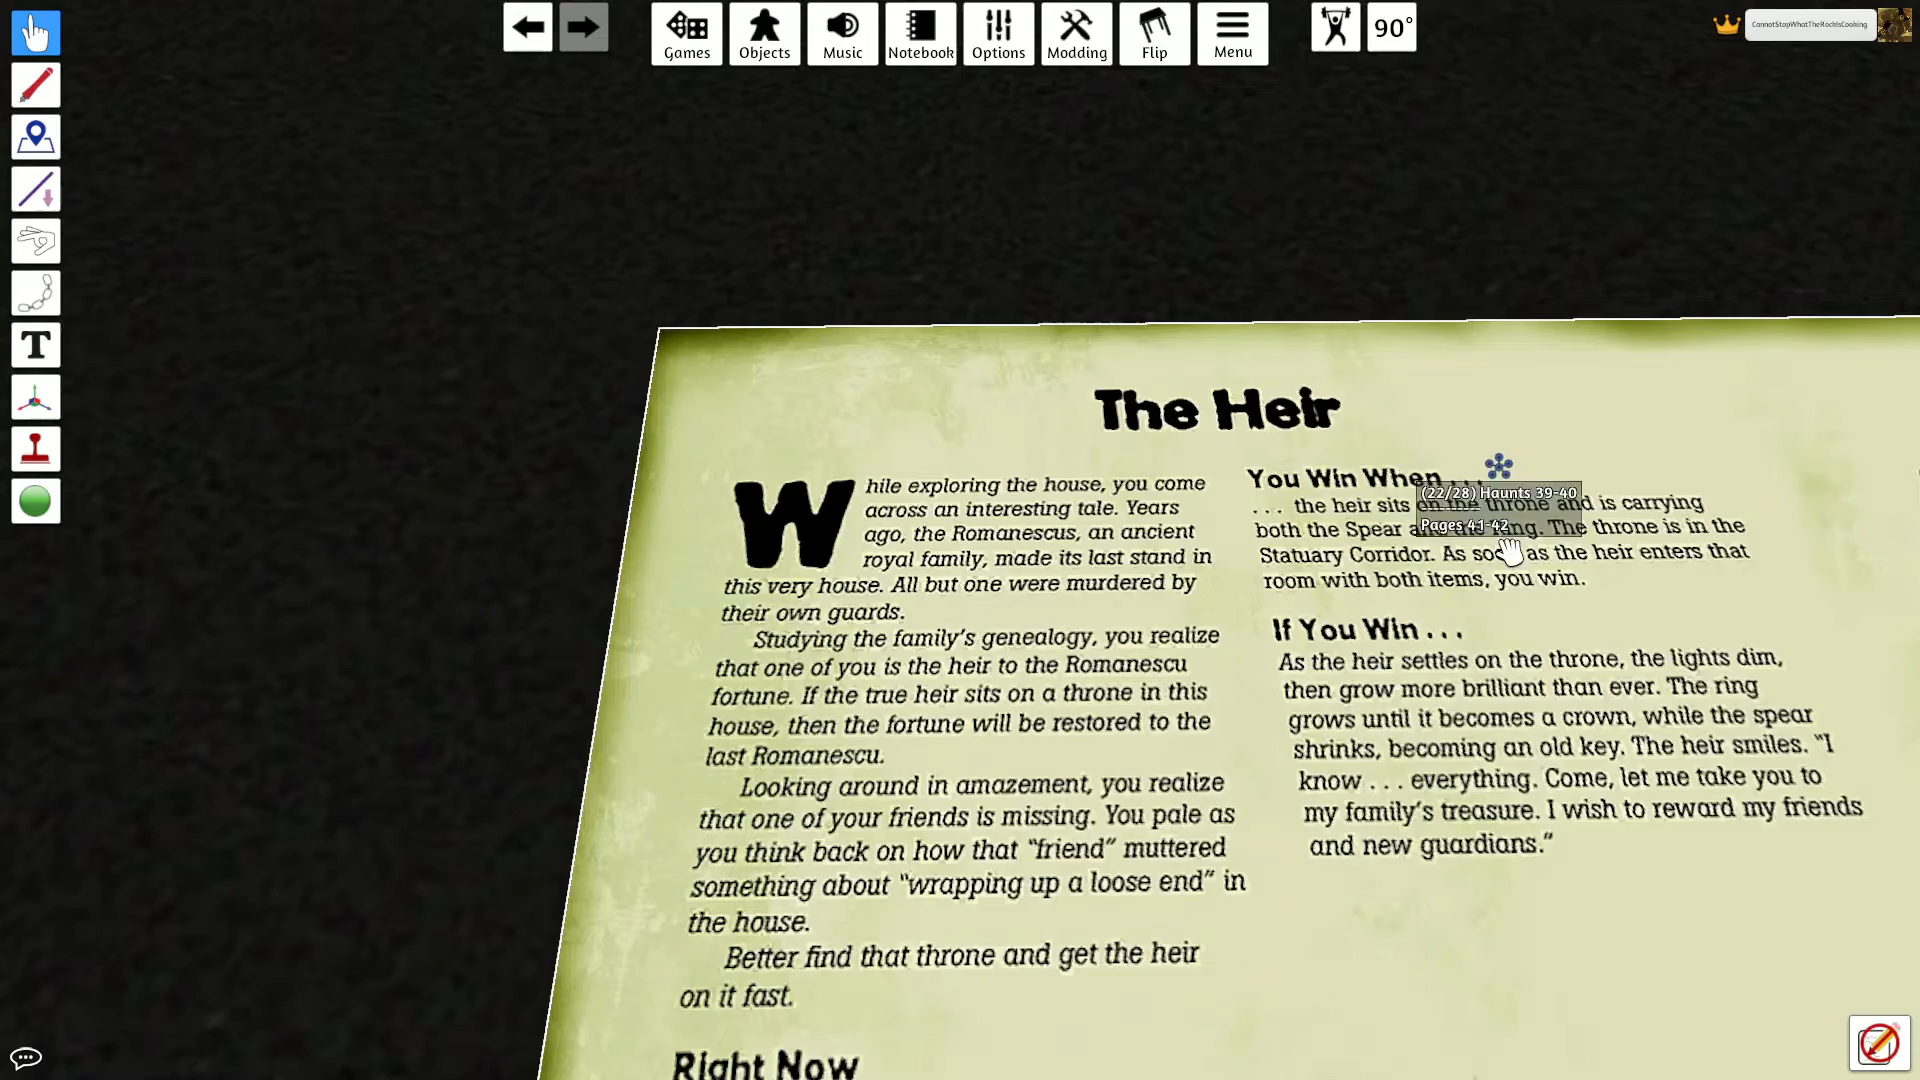 Games
Objects
Music
Notebook
Options
Modding
Flip
Menu
90°
CannotStopWhatTheRockIsCooking
T
The Heir
While exploring the house, you come
across an interesting tale. Years
ago, the Romanescus, an ancient
royal family, made its last stand in
this very house. All but one were murdered by
their own guards.
Studying the family's genealogy, you realize
that one of you is the heir to the Romanescu
fortune. If the true heir sits on a throne in this
house, then the fortune will be restored to the
last Romanescu.
Looking around in amazement, you realize
that one of your friends is missing. You pale as
you think back on how that "friend" muttered
something about "wrapping up a loose end" in
the house.
Better find that throne and get the heir
on it fast.
Right Now
You Win When . . .
. . . the heir sits on the throne and is carrying
both the Spear and the Ring. The throne is in the
Statuary Corridor. As soon as the heir enters that
room with both items, you win.
(22/28) Haunts 39-40
Pages 41-42
If You Win . . .
As the heir settles on the throne, the lights dim,
then grow more brilliant than ever. The ring
grows until it becomes a crown, while the spear
shrinks, becoming an old key. The heir smiles. "I
know . . . everything. Come, let me take you to
my family's treasure. I wish to reward my friends
and new guardians."